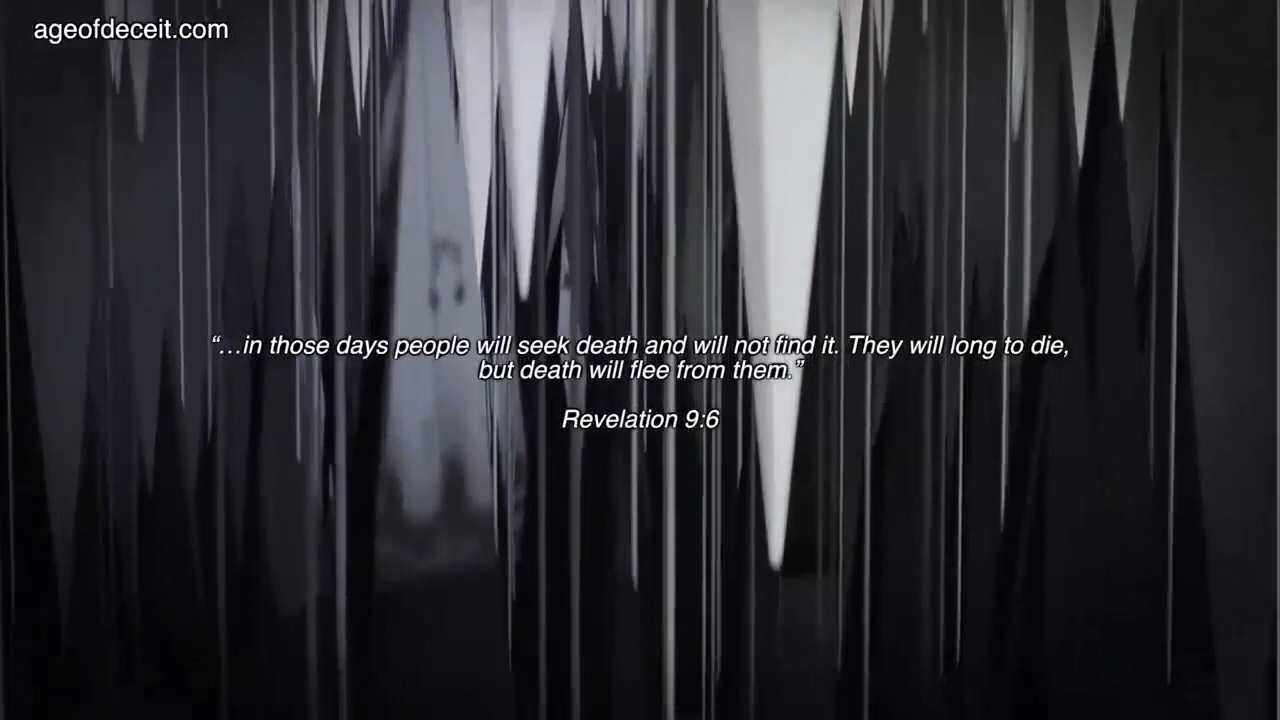 ageofdeceit.com
“…in those days people will seek death and will not find it. They will long to die,
but death will flee from them.”
Revelation 9:6